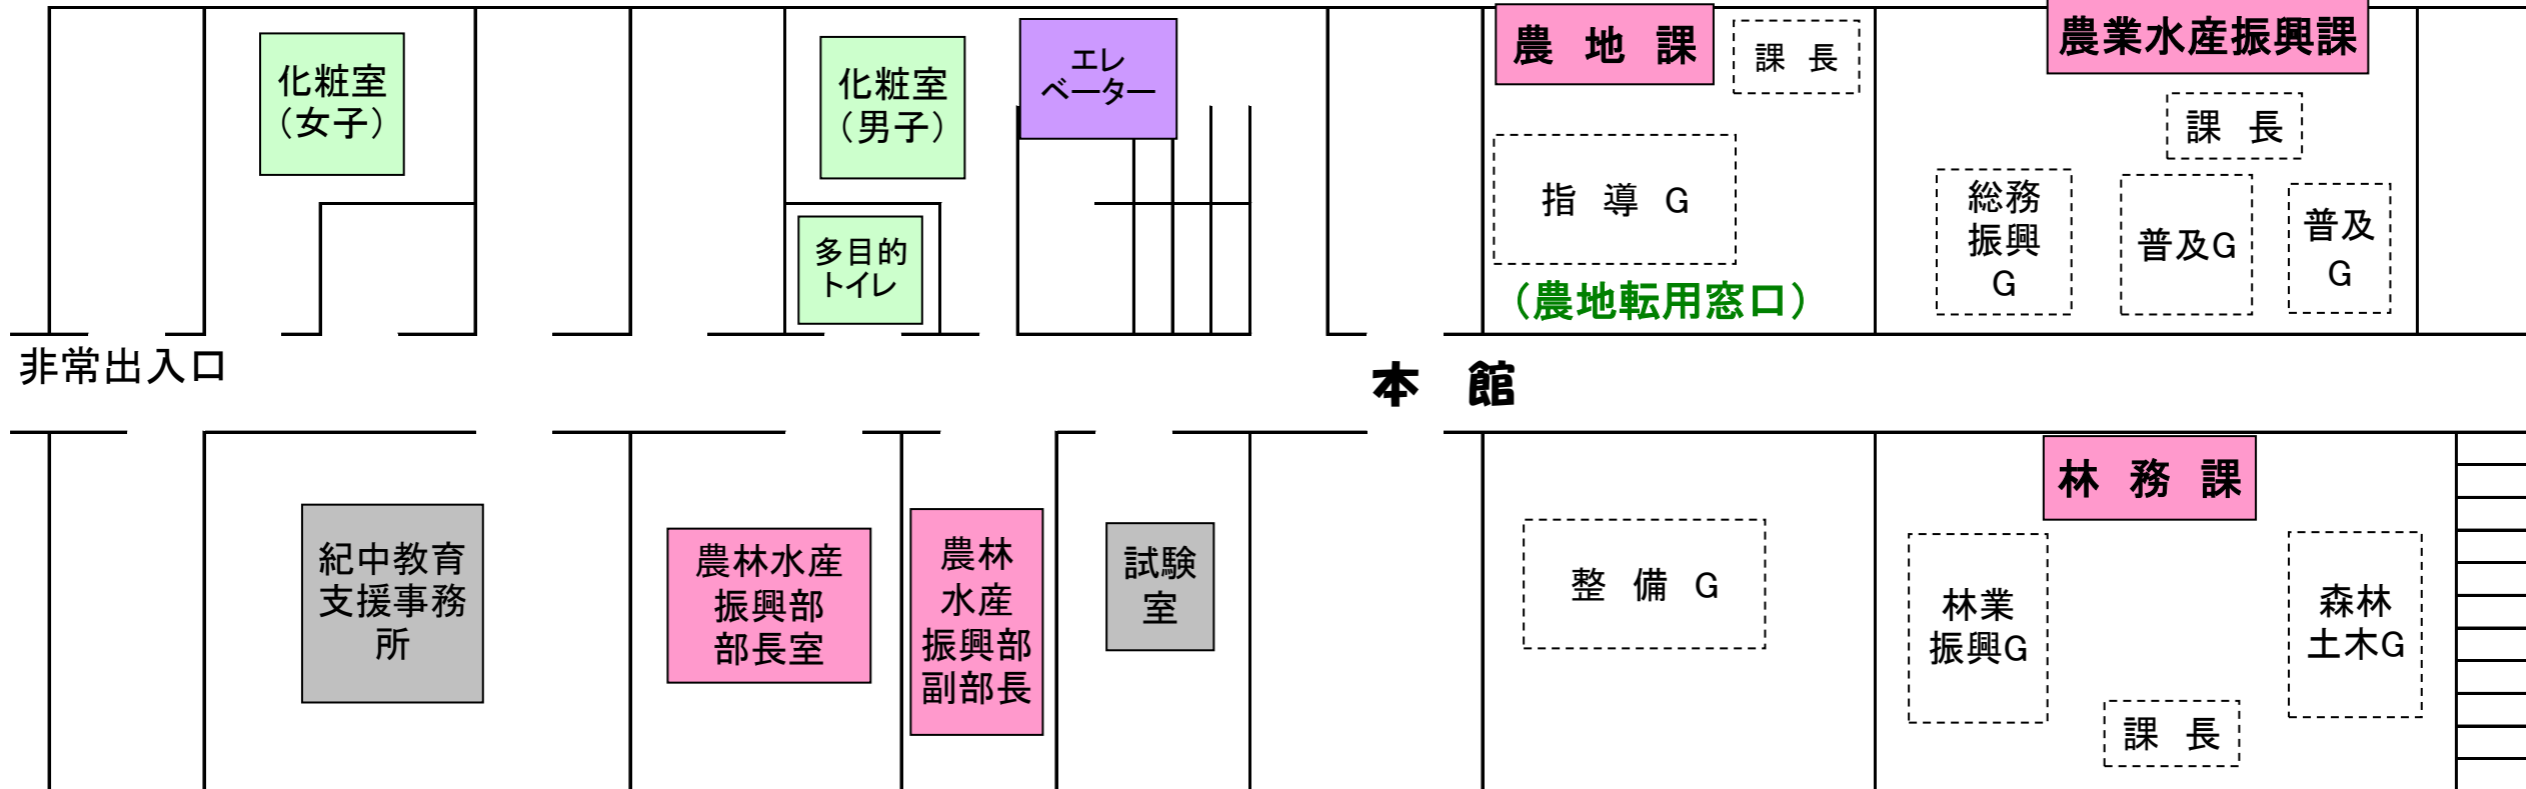 化粧室
（女子）
化粧室
（男子）
エレ
ベーター
多目的
トイレ
農 地 課
課 長
指 導 G
（農地転用窓口）
農業水産振興課
課 長
総務
振興
G
普及G
普及
G
非常出入口
本 館
紀中教育
支援事務
所
農林水産
振興部
部長室
農林
水産
振興部
副部長
試験
室
整 備 G
林 務 課
林業
振興G
森林
土木G
課 長